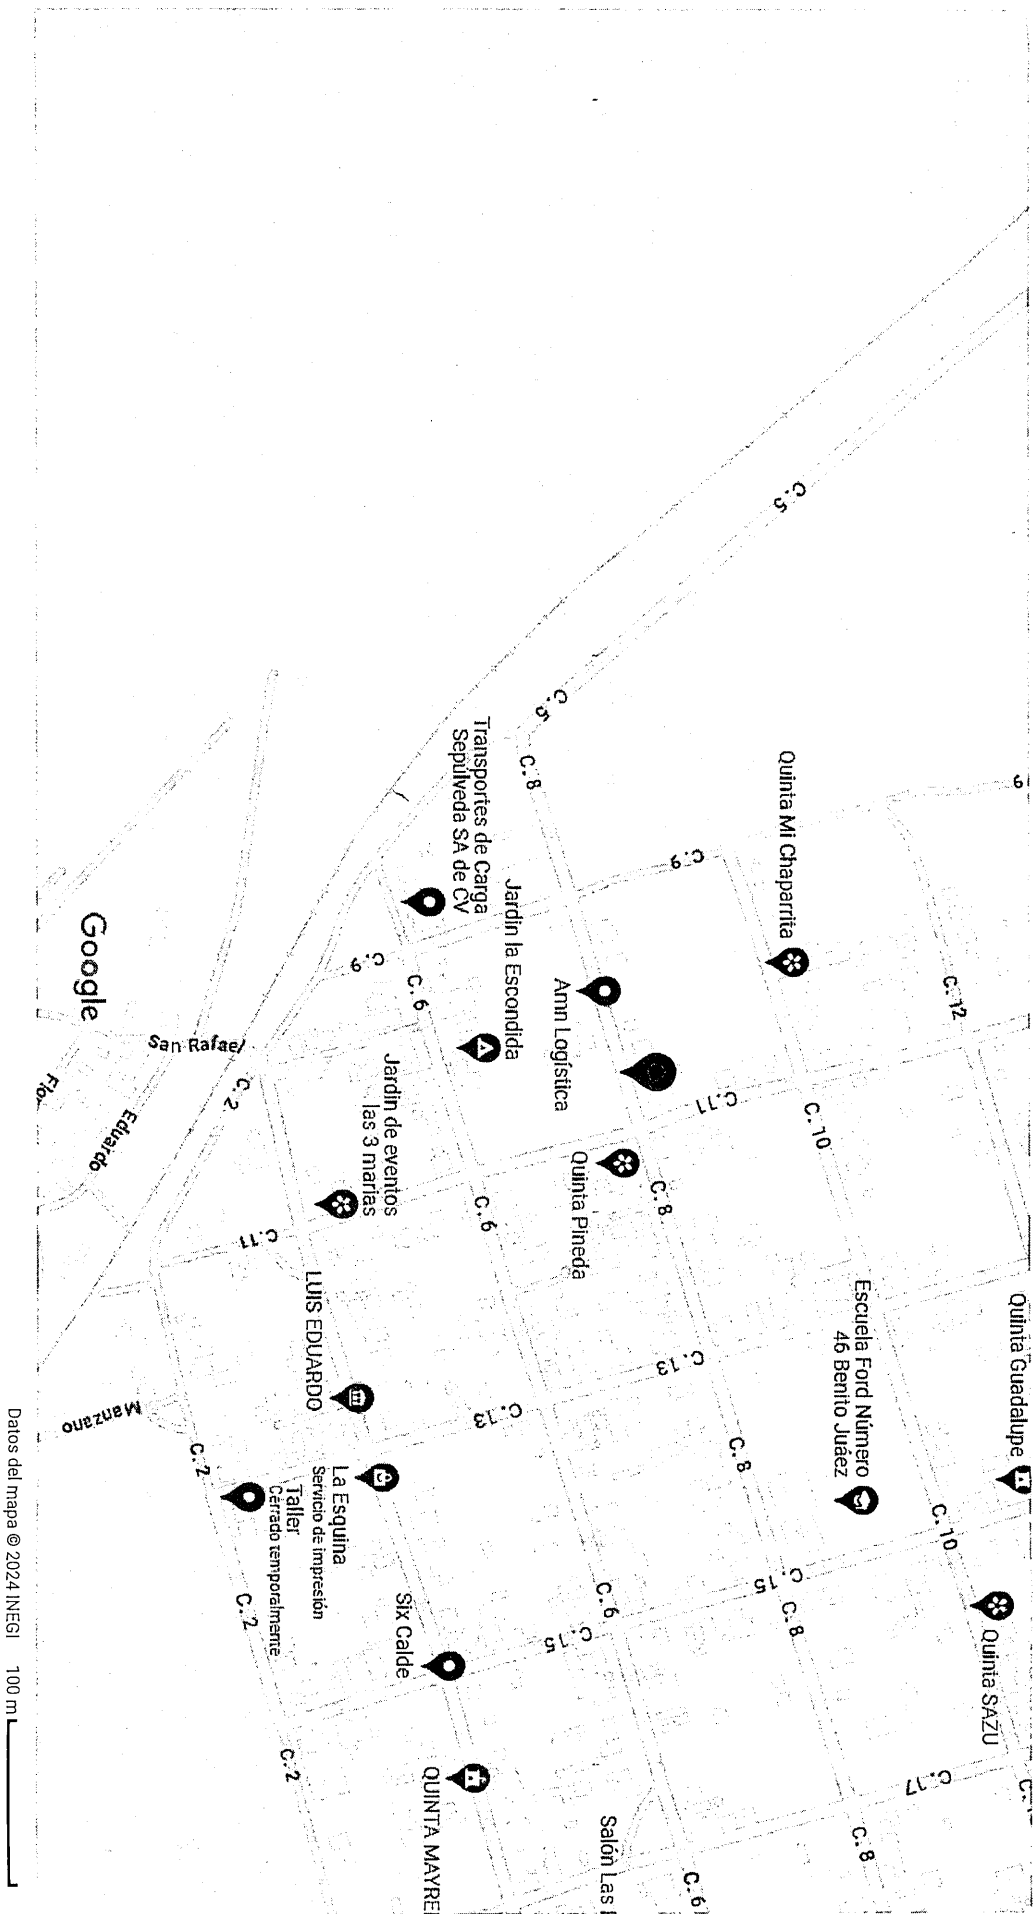 C. 5
C. 5
Transportes de Carga
Sepúlveda SA de CV
C. 8
Quinta Mi Chaparrita
9
C. 9
Jardín la Escondida
C. 9
C. 6
Amn Logística
C. 12
Google
San Rafael
C. 2
Eduardo
Jardin de eventos
las 3 marias
C. 11
C. 10
Quinta Pineda
C. 8
C. 6
C. 11
LUIS EDUARDO
Escuela Ford Número
46 Benito Juáez
Quinta Guadalupe
C. 13
C. 13
Manzano
C. 2
C. 8
La Esquina
Servicio de impresión
Taller
Cerrado temporalmente
C. 10
C. 15
C. 6
C. 8
C. 2
Six Calde
C. 15
Quinta SAZU
C. 2
QUINTA MAYRE
C. 17
Salón Las
C. 8
C. 6
Datos del mapa © 2024 INEGI 100 m